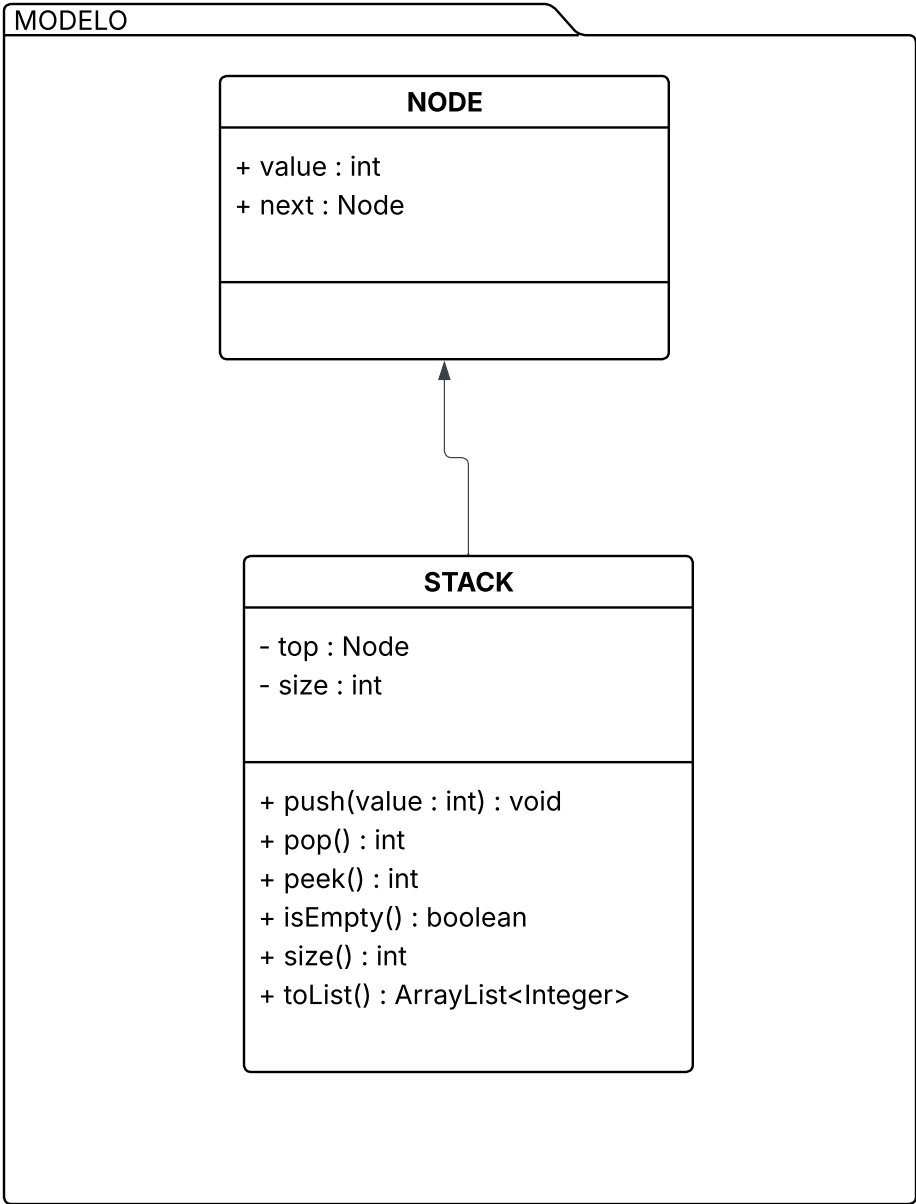 MODELO
NODE
+ value : int
+ next : Node
STACK
- top : Node
- size : int
+ push(value : int) : void
+ pop() : int
+ peek() : int
+ isEmpty() : boolean
+ size() : int
+ toList() : ArrayList<Integer>